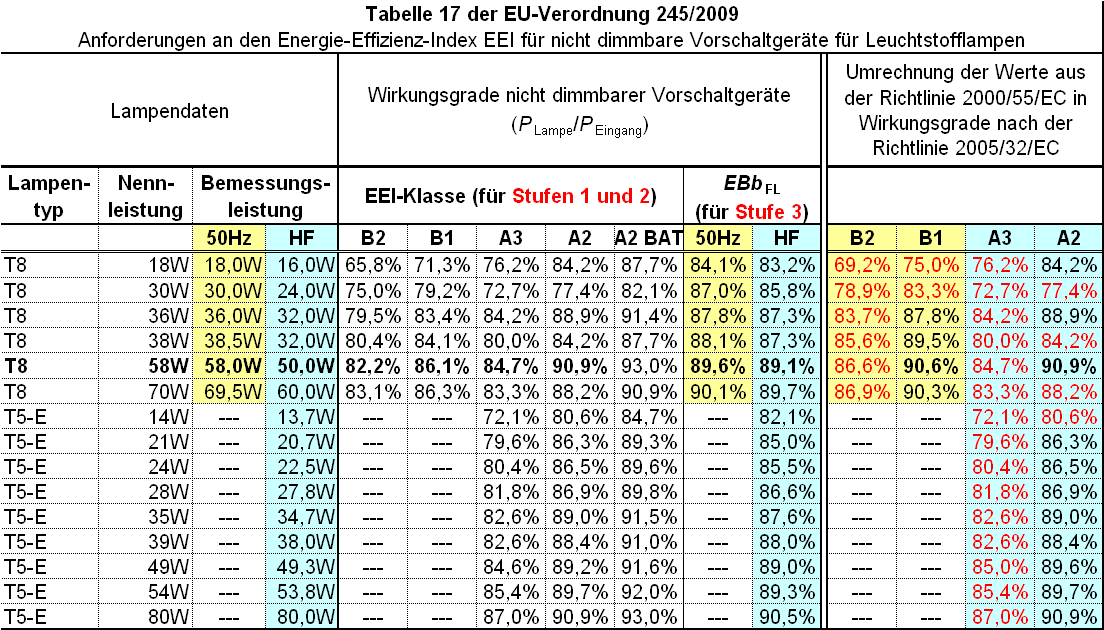 Tabelle 17 der EU-Verordnung 245/2009
Anforderungen an den Energie-Effizienz-Index EEI für nicht dimmbare Vorschaltgeräte für Leuchtstofflampen
Lampendaten
Wirkungsgrade nicht dimmbarer Vorschaltgeräte
(P Lampe/P Eingang)
Umrechnung der Werte aus
der Richtlinie 2000/55/EC in
Wirkungsgrade nach der
Richtlinie 2005/32/EC
Lampen-
typ
Nenn-
leistung
Bemessungs-
leistung
EEI-Klasse (für Stufen 1 und 2)
EBb FL
(für Stufe 3)
50Hz HF B2 B1 A3 A2 A2 BAT 50Hz HF B2 B1 A3 A2
T8 18W 18,0W 16,0W 65,8% 71,3% 76,2% 84,2% 87,7% 84,1% 83,2% 69,2% 75,0% 76,2% 84,2%
T8 30W 30,0W 24,0W 75,0% 79,2% 72,7% 77,4% 82,1% 87,0% 85,8% 78,9% 83,3% 72,7% 77,4%
T8 36W 36,0W 32,0W 79,5% 83,4% 84,2% 88,9% 91,4% 87,8% 87,3% 83,7% 87,8% 84,2% 88,9%
T8 38W 38,5W 32,0W 80,4% 84,1% 80,0% 84,2% 87,7% 88,1% 87,3% 85,6% 89,5% 80,0% 84,2%
T8 58W 58,0W 50,0W 82,2% 86,1% 84,7% 90,9% 93,0% 89,6% 89,1% 86,6% 90,6% 84,7% 90,9%
T8 70W 69,5W 60,0W 83,1% 86,3% 83,3% 88,2% 90,9% 90,1% 89,7% 86,9% 90,3% 83,3% 88,2%
T5-E 14W --- 13,7W --- --- 72,1% 80,6% 84,7% --- 82,1% --- --- 72,1% 80,6%
T5-E 21W --- 20,7W --- --- 79,6% 86,3% 89,3% --- 85,0% --- --- 79,6% 86,3%
T5-E 24W --- 22,5W --- --- 80,4% 86,5% 89,6% --- 85,5% --- --- 80,4% 86,5%
T5-E 28W --- 27,8W --- --- 81,8% 86,9% 89,8% --- 86,6% --- --- 81,8% 86,9%
T5-E 35W --- 34,7W --- --- 82,6% 89,0% 91,5% --- 87,6% --- --- 82,6% 89,0%
T5-E 39W --- 38,0W --- --- 82,6% 88,4% 91,0% --- 88,0% --- --- 82,6% 88,4%
T5-E 49W --- 49,3W --- --- 84,6% 89,2% 91,6% --- 89,0% --- --- 85,0% 89,6%
T5-E 54W --- 53,8W --- --- 85,4% 89,7% 92,0% --- 89,3% --- --- 85,4% 89,7%
T5-E 80W --- 80,0W --- --- 87,0% 90,9% 93,0% --- 90,5% --- --- 87,0% 90,9%